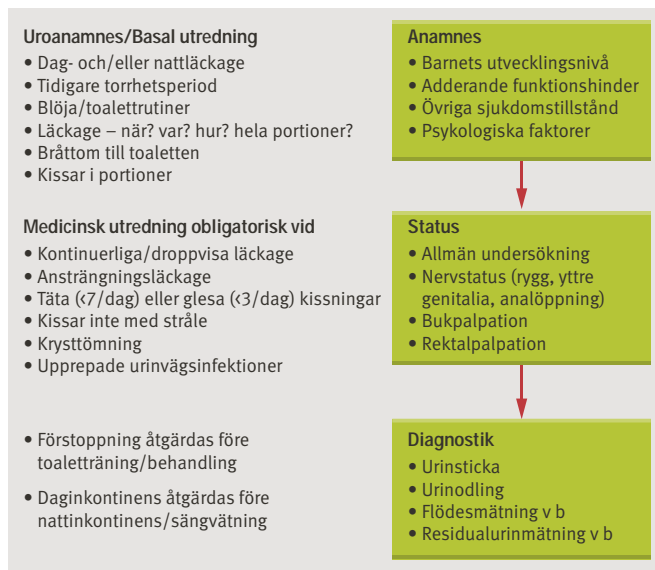 Uroanamnes/Basal utredning
• Dag- och/eller nattläckage
• Tidigare torrhetsperiod
• Blöja/toalettrutiner
• Läckage – när? var? hur? hela portioner?
• Bråttom till toaletten
• Kissar i portioner
Anamnes
• Barnets utvecklingsnivå
• Adderande funktionshinder
• Övriga sjukdomstillstånd
• Psykologiska faktorer
Medicinsk utredning obligatorisk vid
• Kontinuerliga/droppvisa läckage
• Ansträngningsläckage
• Täta (<7/dag) eller glesa (<3/dag) kissningar
• Kissar inte med stråle
• Krysttömning
• Upprepade urinvägsinfektioner
Status
• Allmän undersökning
• Nervstatus (rygg, yttre
genitalia, analöppning)
• Bukpalpation
• Rektalpalpation
• Förstoppning åtgärdas före
toaletträning/behandling
• Daginkontinens åtgärdas före
nattinkontinens/sängvätning
Diagnostik
• Urinsticka
• Urinodling
• Flödesmätning v b
• Residualurinmätning v b